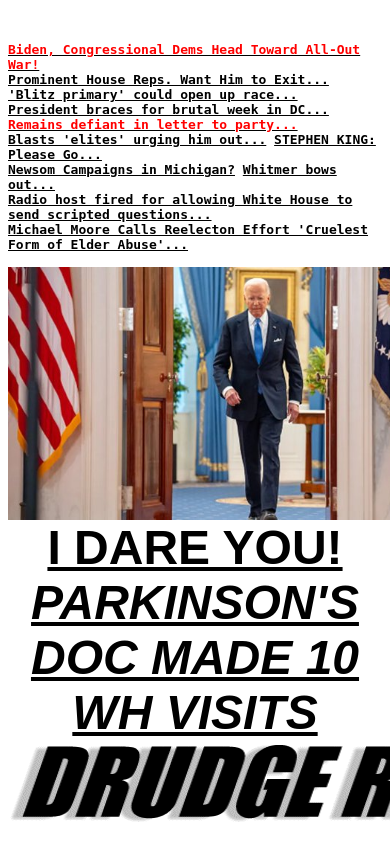 Biden, Congressional Dems Head Toward All-Out
War!
Prominent House Reps. Want Him to Exit...
'Blitz primary' could open up race...
President braces for brutal week in DC...
Remains defiant in letter to party...
Blasts 'elites' urging him out... STEPHEN KING:
Please Go...
Newsom Campaigns in Michigan? Whitmer bows
out...
Radio host fired for allowing White House to
send scripted questions...
Michael Moore Calls Reelecton Effort 'Cruelest
Form of Elder Abuse'...
I DARE YOU!
PARKINSON'S
DOC MADE 10
WH VISITS
DRUDGE R